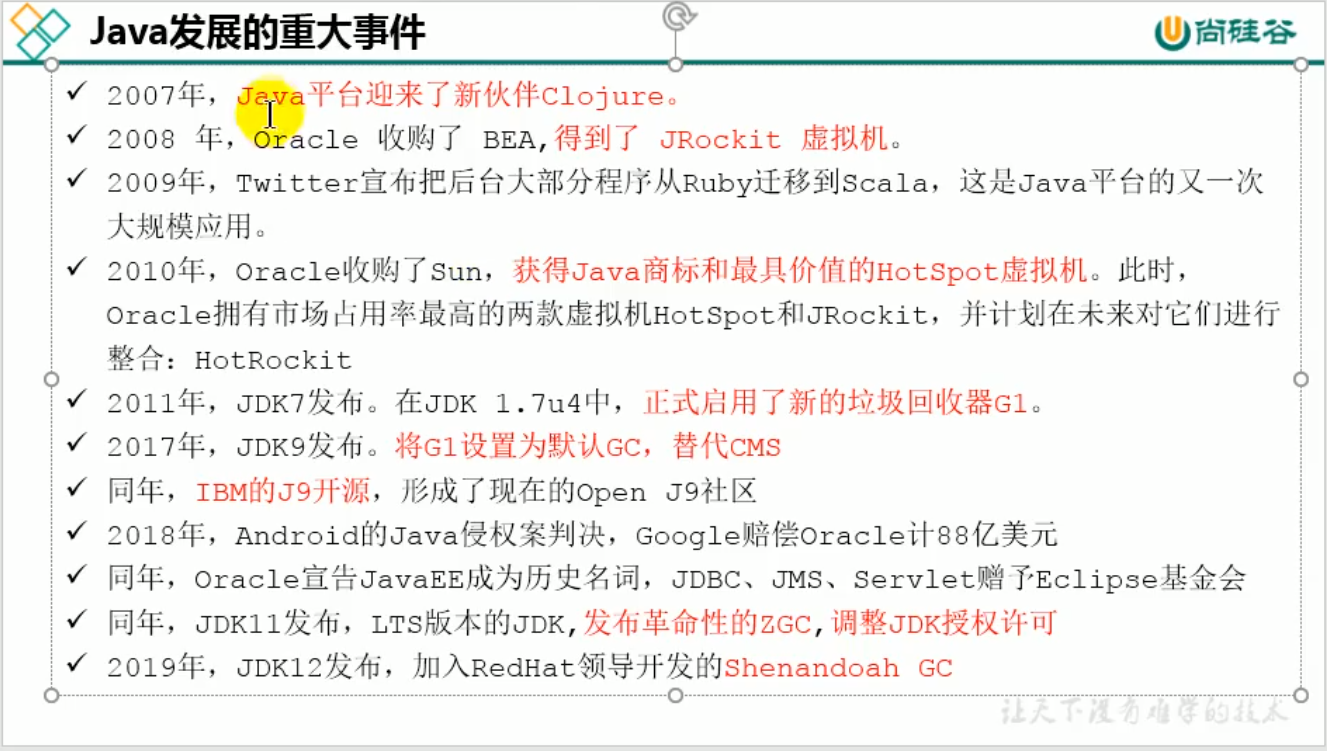 Java发展的重大事件
尚硅谷
✓ 2007年，Java平台迎来了新伙伴Clojure。
✓ 2008 年，Oracle 收购了 BEA,得到了 JRockit 虚拟机。
✓ 2009年，Twitter宣布把后台大部分程序从Ruby迁移到Scala，这是Java平台的又一次
大规模应用。
✓ 2010年，Oracle收购了Sun，获得Java商标和最具价值的HotSpot虚拟机。此时，
Oracle拥有市场占用率最高的两款虚拟机HotSpot和JRockit，并计划在未来对它们进行
整合：HotRockit
✓ 2011年，JDK7发布。在JDK 1.7u4中，正式启用了新的垃圾回收器G1。
✓ 2017年，JDK9发布。将G1设置为默认GC，替代CMS
✓ 同年，IBM的J9开源，形成了现在的Open J9社区
✓ 2018年，Android的Java侵权案判决，Google赔偿Oracle计88亿美元
✓ 同年，Oracle宣告JavaEE成为历史名词，JDBC、JMS、Servlet赠予Eclipse基金会
✓ 同年，JDK11发布，LTS版本的JDK,发布革命性的ZGC,调整JDK授权许可
✓ 2019年，JDK12发布，加入RedHat领导开发的Shenandoah GC
让天下没有难学的技术